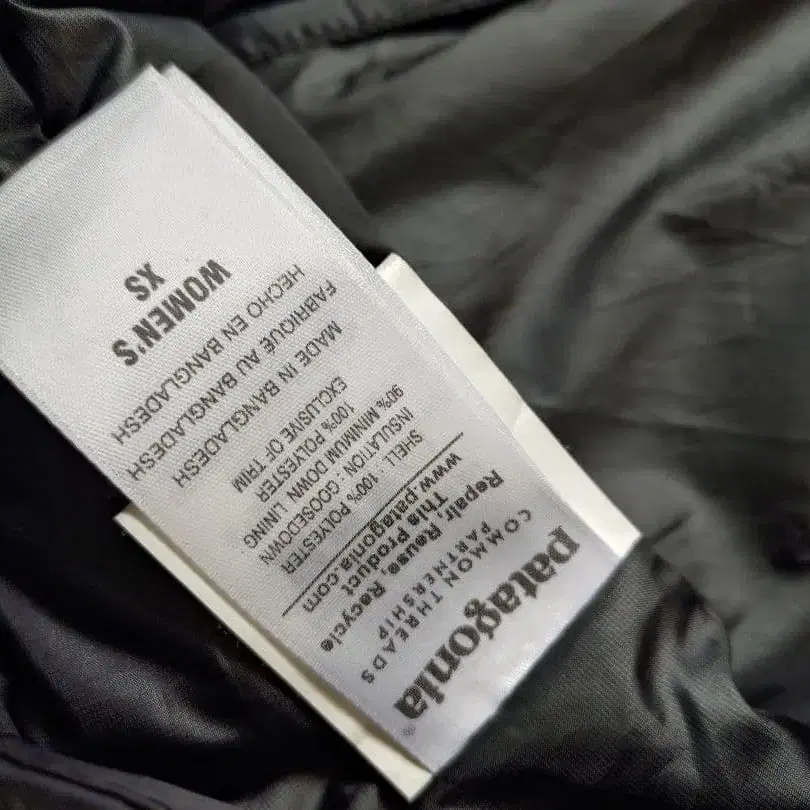 patagonia®
COMMON THREADS
PARTNERSHIP
Repair, Reuse, Recycle
This product
www.patagonia.com
SHELL : 100% POLYESTER
INSULATION : GOOSEDOWN
90% MINIMUM DOWN LINING
100% POLYESTER
EXCLUSIVE OF TRIM
MADE IN BANGLADESH
FABRIQUÉ AU BANGLADESH
HECHO EN BANGLADESH
WOMEN'S
XS